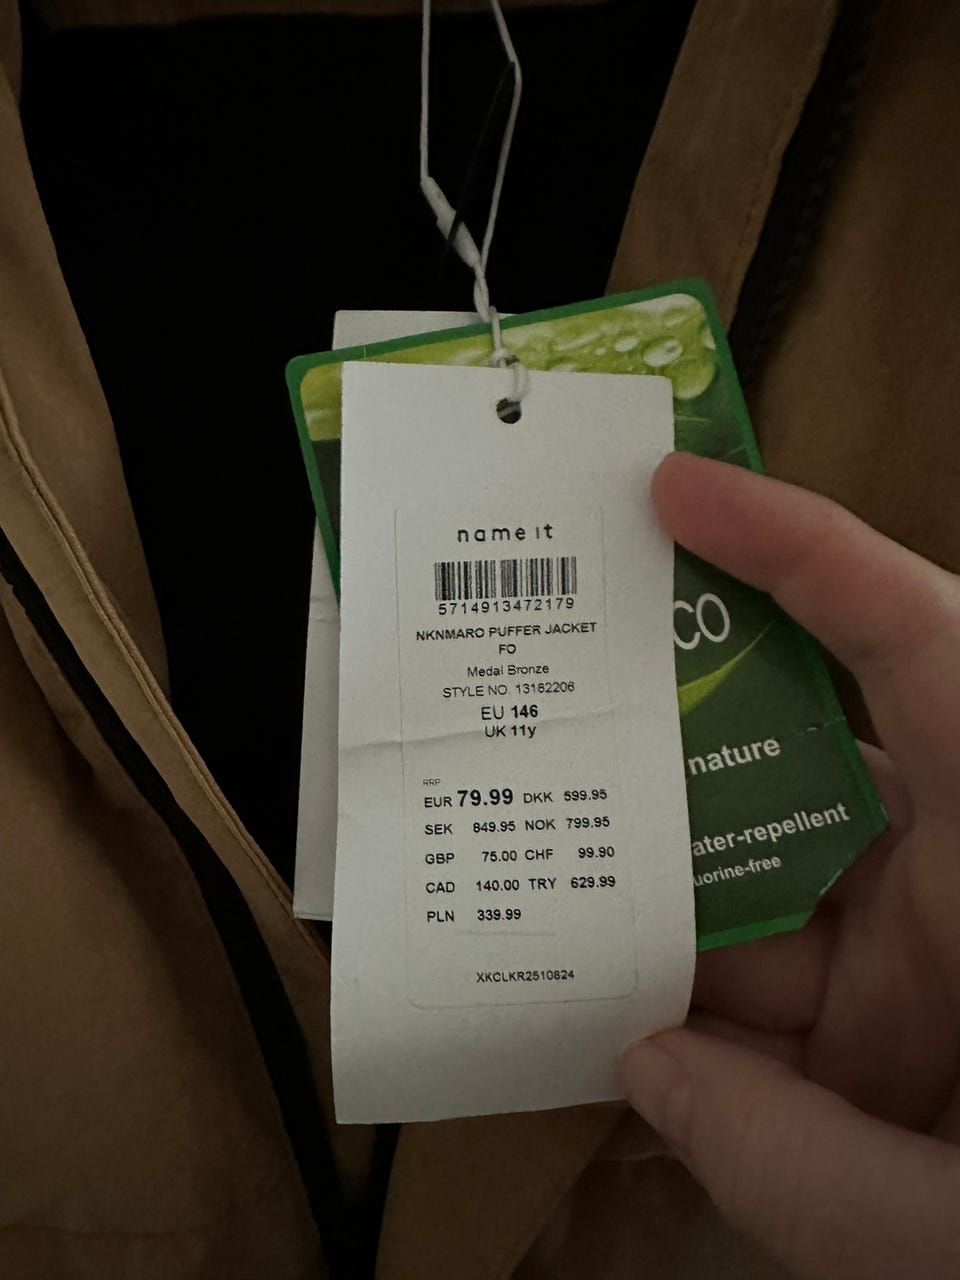 name it
5714913472179
NKNMARO PUFFER JACKET
FO
Medal Bronze
STYLE NO. 13182206
EU 146
UK 11y
RRP
EUR 79.99 DKK 599.95
SEK 849.95 NOK 799.95
GBP 75.00 CHF 99.90
CAD 140.00 TRY 629.99
PLN 339.99
XKCLKR2510824
CO
nature
ater-repellent
uorine-free